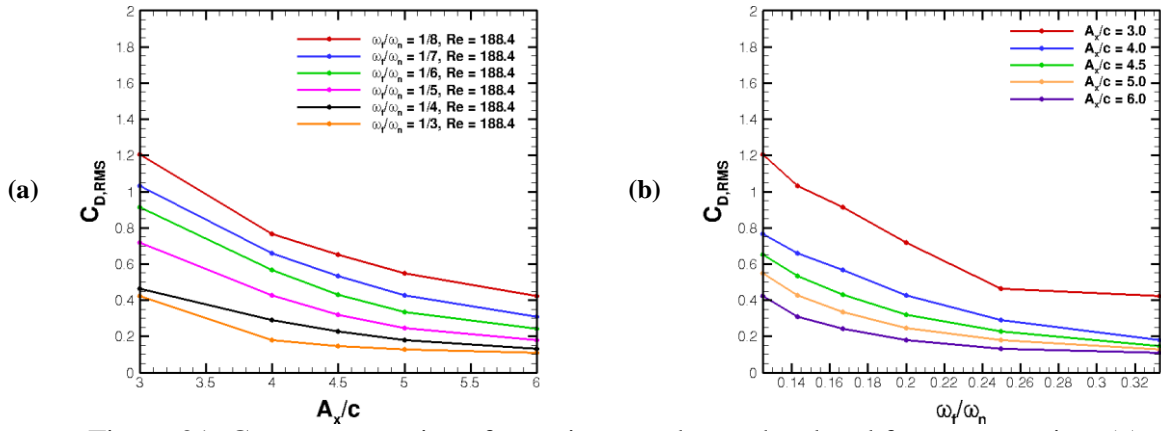 (a)
C_D,RMS
2
1.8
1.6
1.4
1.2
1
0.8
0.6
0.4
0.2
0
3
3.5
4
4.5
5
5.5
6
A_x/c
ω_f/ω_n = 1/8, Re = 188.4
ω_f/ω_n = 1/7, Re = 188.4
ω_f/ω_n = 1/6, Re = 188.4
ω_f/ω_n = 1/5, Re = 188.4
ω_f/ω_n = 1/4, Re = 188.4
ω_f/ω_n = 1/3, Re = 188.4
(b)
C_D,RMS
2
1.8
1.6
1.4
1.2
1
0.8
0.6
0.4
0.2
0
0.14
0.16
0.18
0.2
0.22
0.24
0.26
0.28
0.3
0.32
ω_f/ω_n
A_x/c = 3.0
A_x/c = 4.0
A_x/c = 4.5
A_x/c = 5.0
A_x/c = 6.0